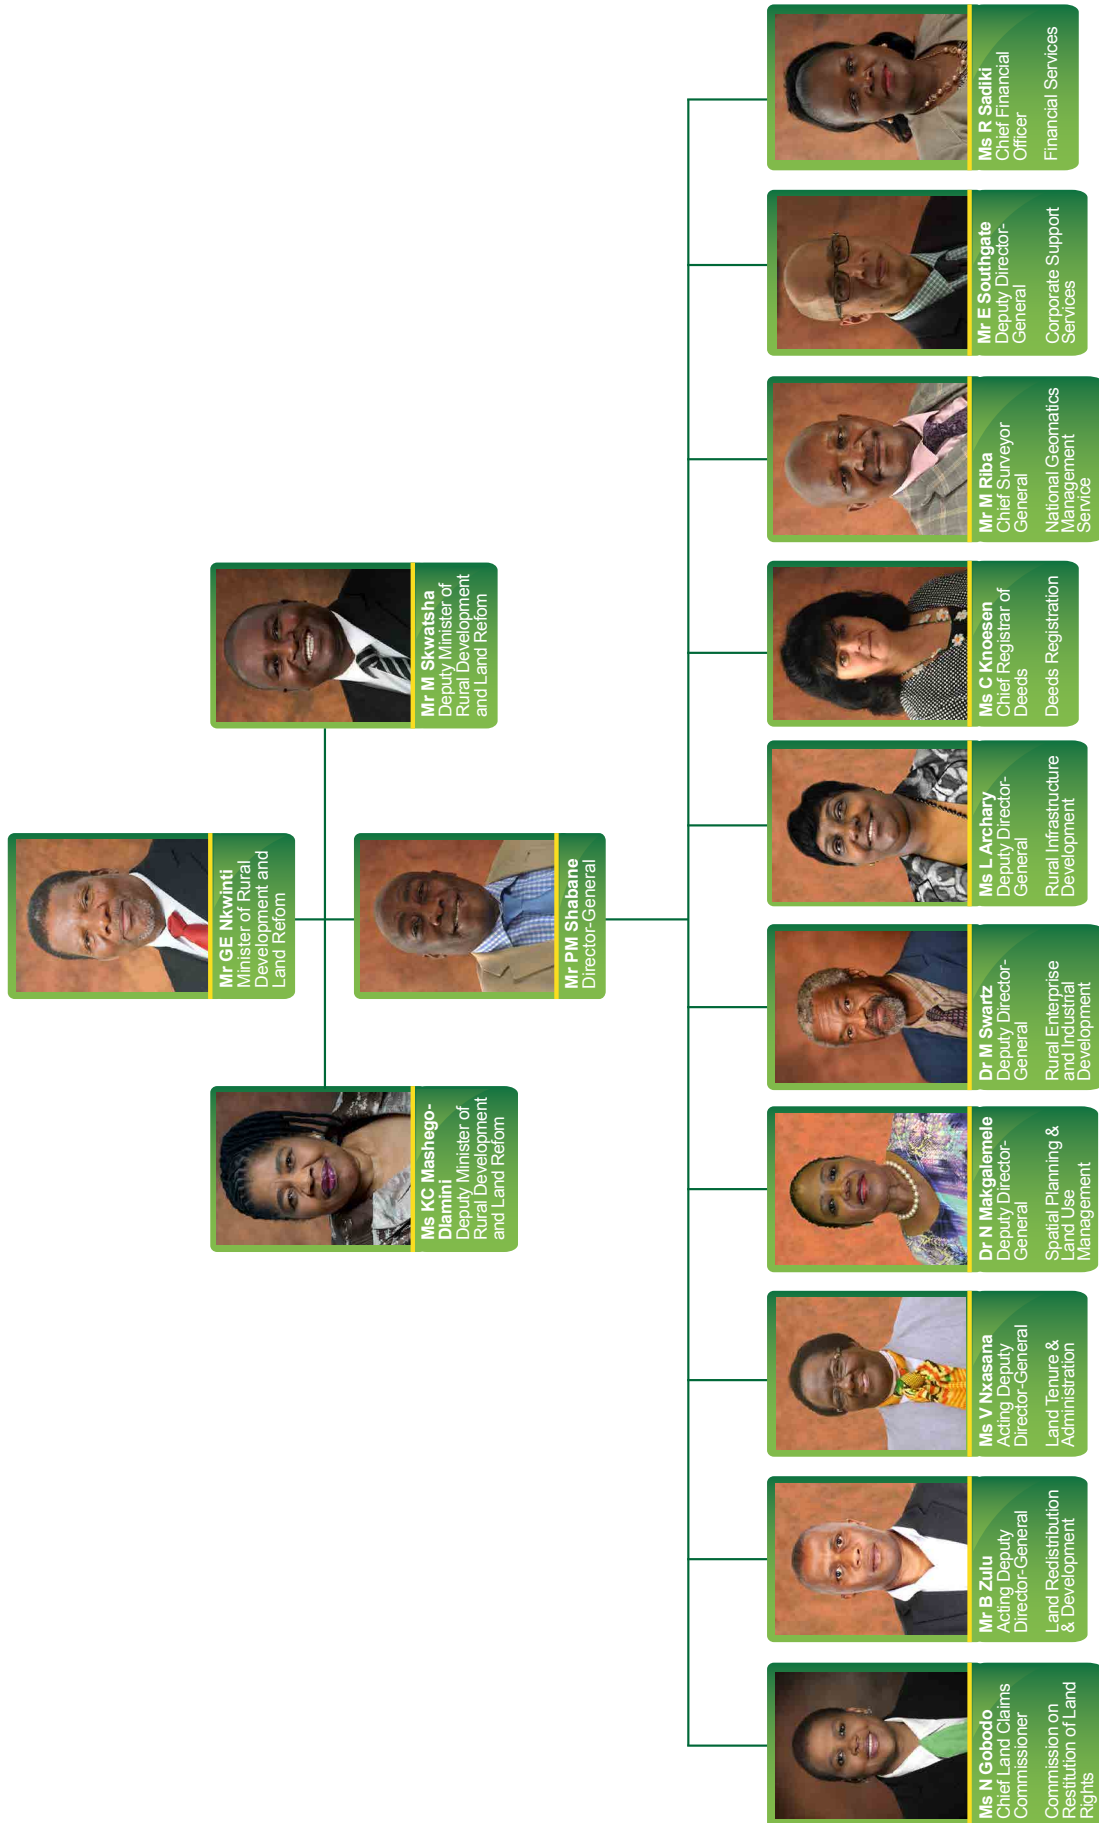 Mr GE Nkwinti
Minister of Rural
Development and
Land Refom
Ms KC Mashego-
Dlamini
Deputy Minister of
Rural Development
and Land Refom
Mr M Skwatsha
Deputy Minister of
Rural Development
and Land Refom
Mr PM Shabane
Director-General
Ms N Gobodo
Chief Land Claims
Commissioner
Commission on
Restitution of Land
Rights
Mr B Zulu
Acting Deputy
Director-General
Land Redistribution
& Development
Ms V Nxasana
Acting Deputy
Director-General
Land Tenure &
Administration
Dr N Makgalemele
Deputy Director-
General
Spatial Planning &
Land Use
Management
Dr M Swartz
Deputy Director-
General
Rural Enterprise
and Industrial
Development
Ms L Archary
Deputy Director-
General
Rural Infrastructure
Development
Ms C Knoesen
Chief Registrar of
Deeds
Deeds Registration
Mr M Riba
Chief Surveyor
General
National Geomatics
Management
Service
Mr E Southgate
Deputy Director-
General
Corporate Support
Services
Ms R Sadiki
Chief Financial
Officer
Financial Services